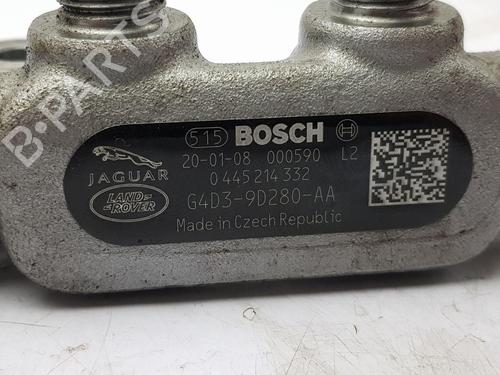 B-PARTS
515 BOSCH
JAGUAR
20-01-08 000590 L2
0 445 214 332
LAND-
ROVER
G4D3-9D280-AA
Made in Czech Republic